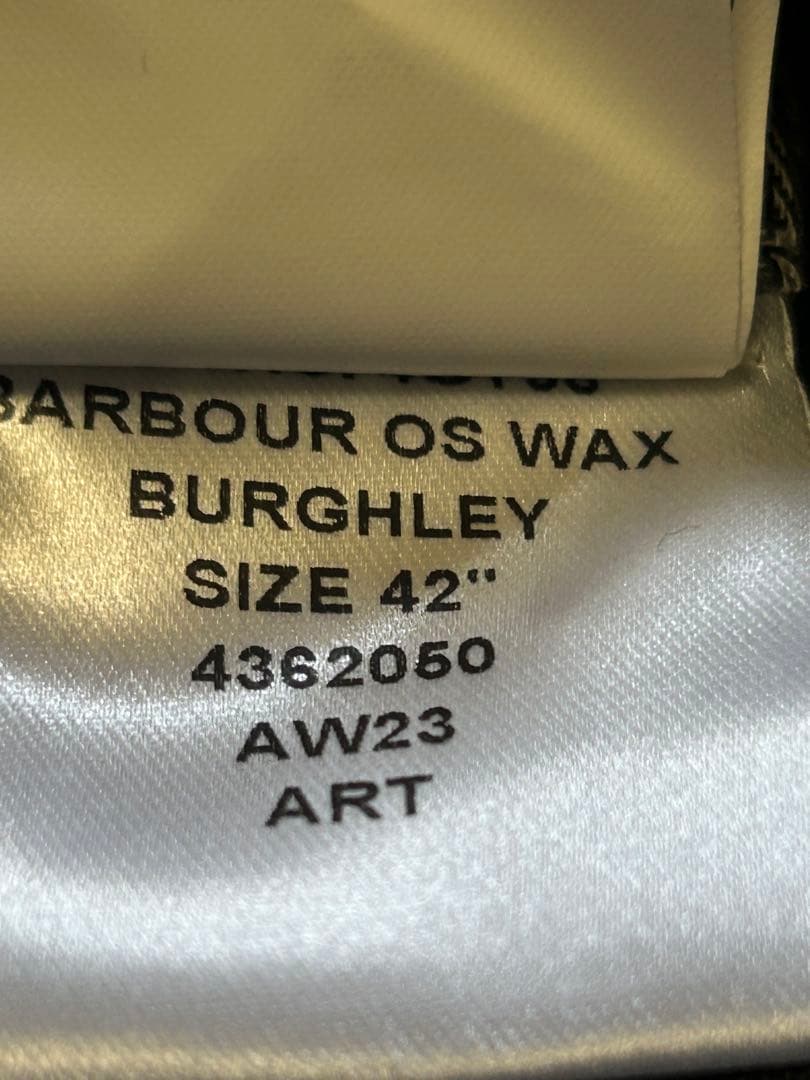 BARBOUR OS WAX
BURGHLEY
SIZE 42"
4362050
AW23
ART